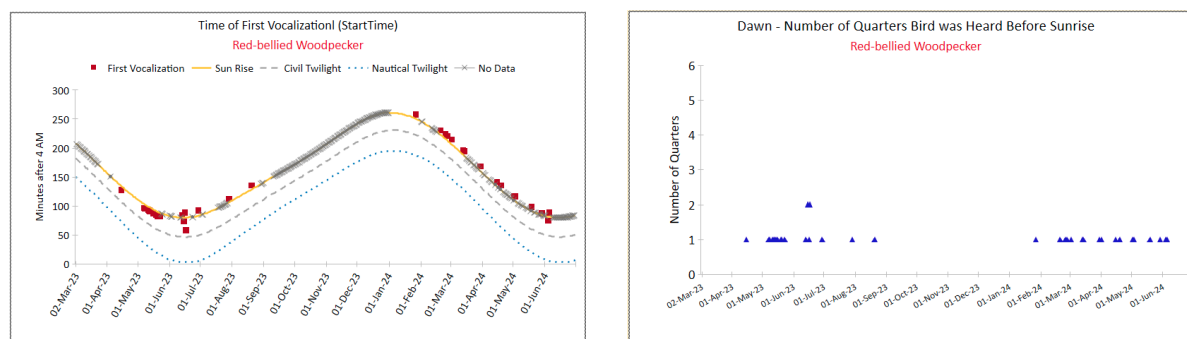 Time of First Vocalizationl (StartTime)
Red-bellied Woodpecker
First Vocalization Sun Rise Civil Twilight Nautical Twilight No Data
Minutes after 4 AM
300
250
200
150
100
50
0
02-Mar-23 01-Apr-23 01-May-23 01-Jun-23 01-Jul-23 01-Aug-23 01-Sep-23 01-Oct-23 01-Nov-23 01-Dec-23 01-Jan-24 01-Feb-24 01-Mar-24 01-Apr-24 01-May-24 01-Jun-24
Dawn - Number of Quarters Bird was Heard Before Sunrise
Red-bellied Woodpecker
Number of Quarters
6
5
4
3
2
1
0
02-Mar-23 01-Apr-23 01-May-23 01-Jun-23 01-Jul-23 01-Aug-23 01-Sep-23 01-Oct-23 01-Nov-23 01-Dec-23 01-Jan-24 01-Feb-24 01-Mar-24 01-Apr-24 01-May-24 01-Jun-24